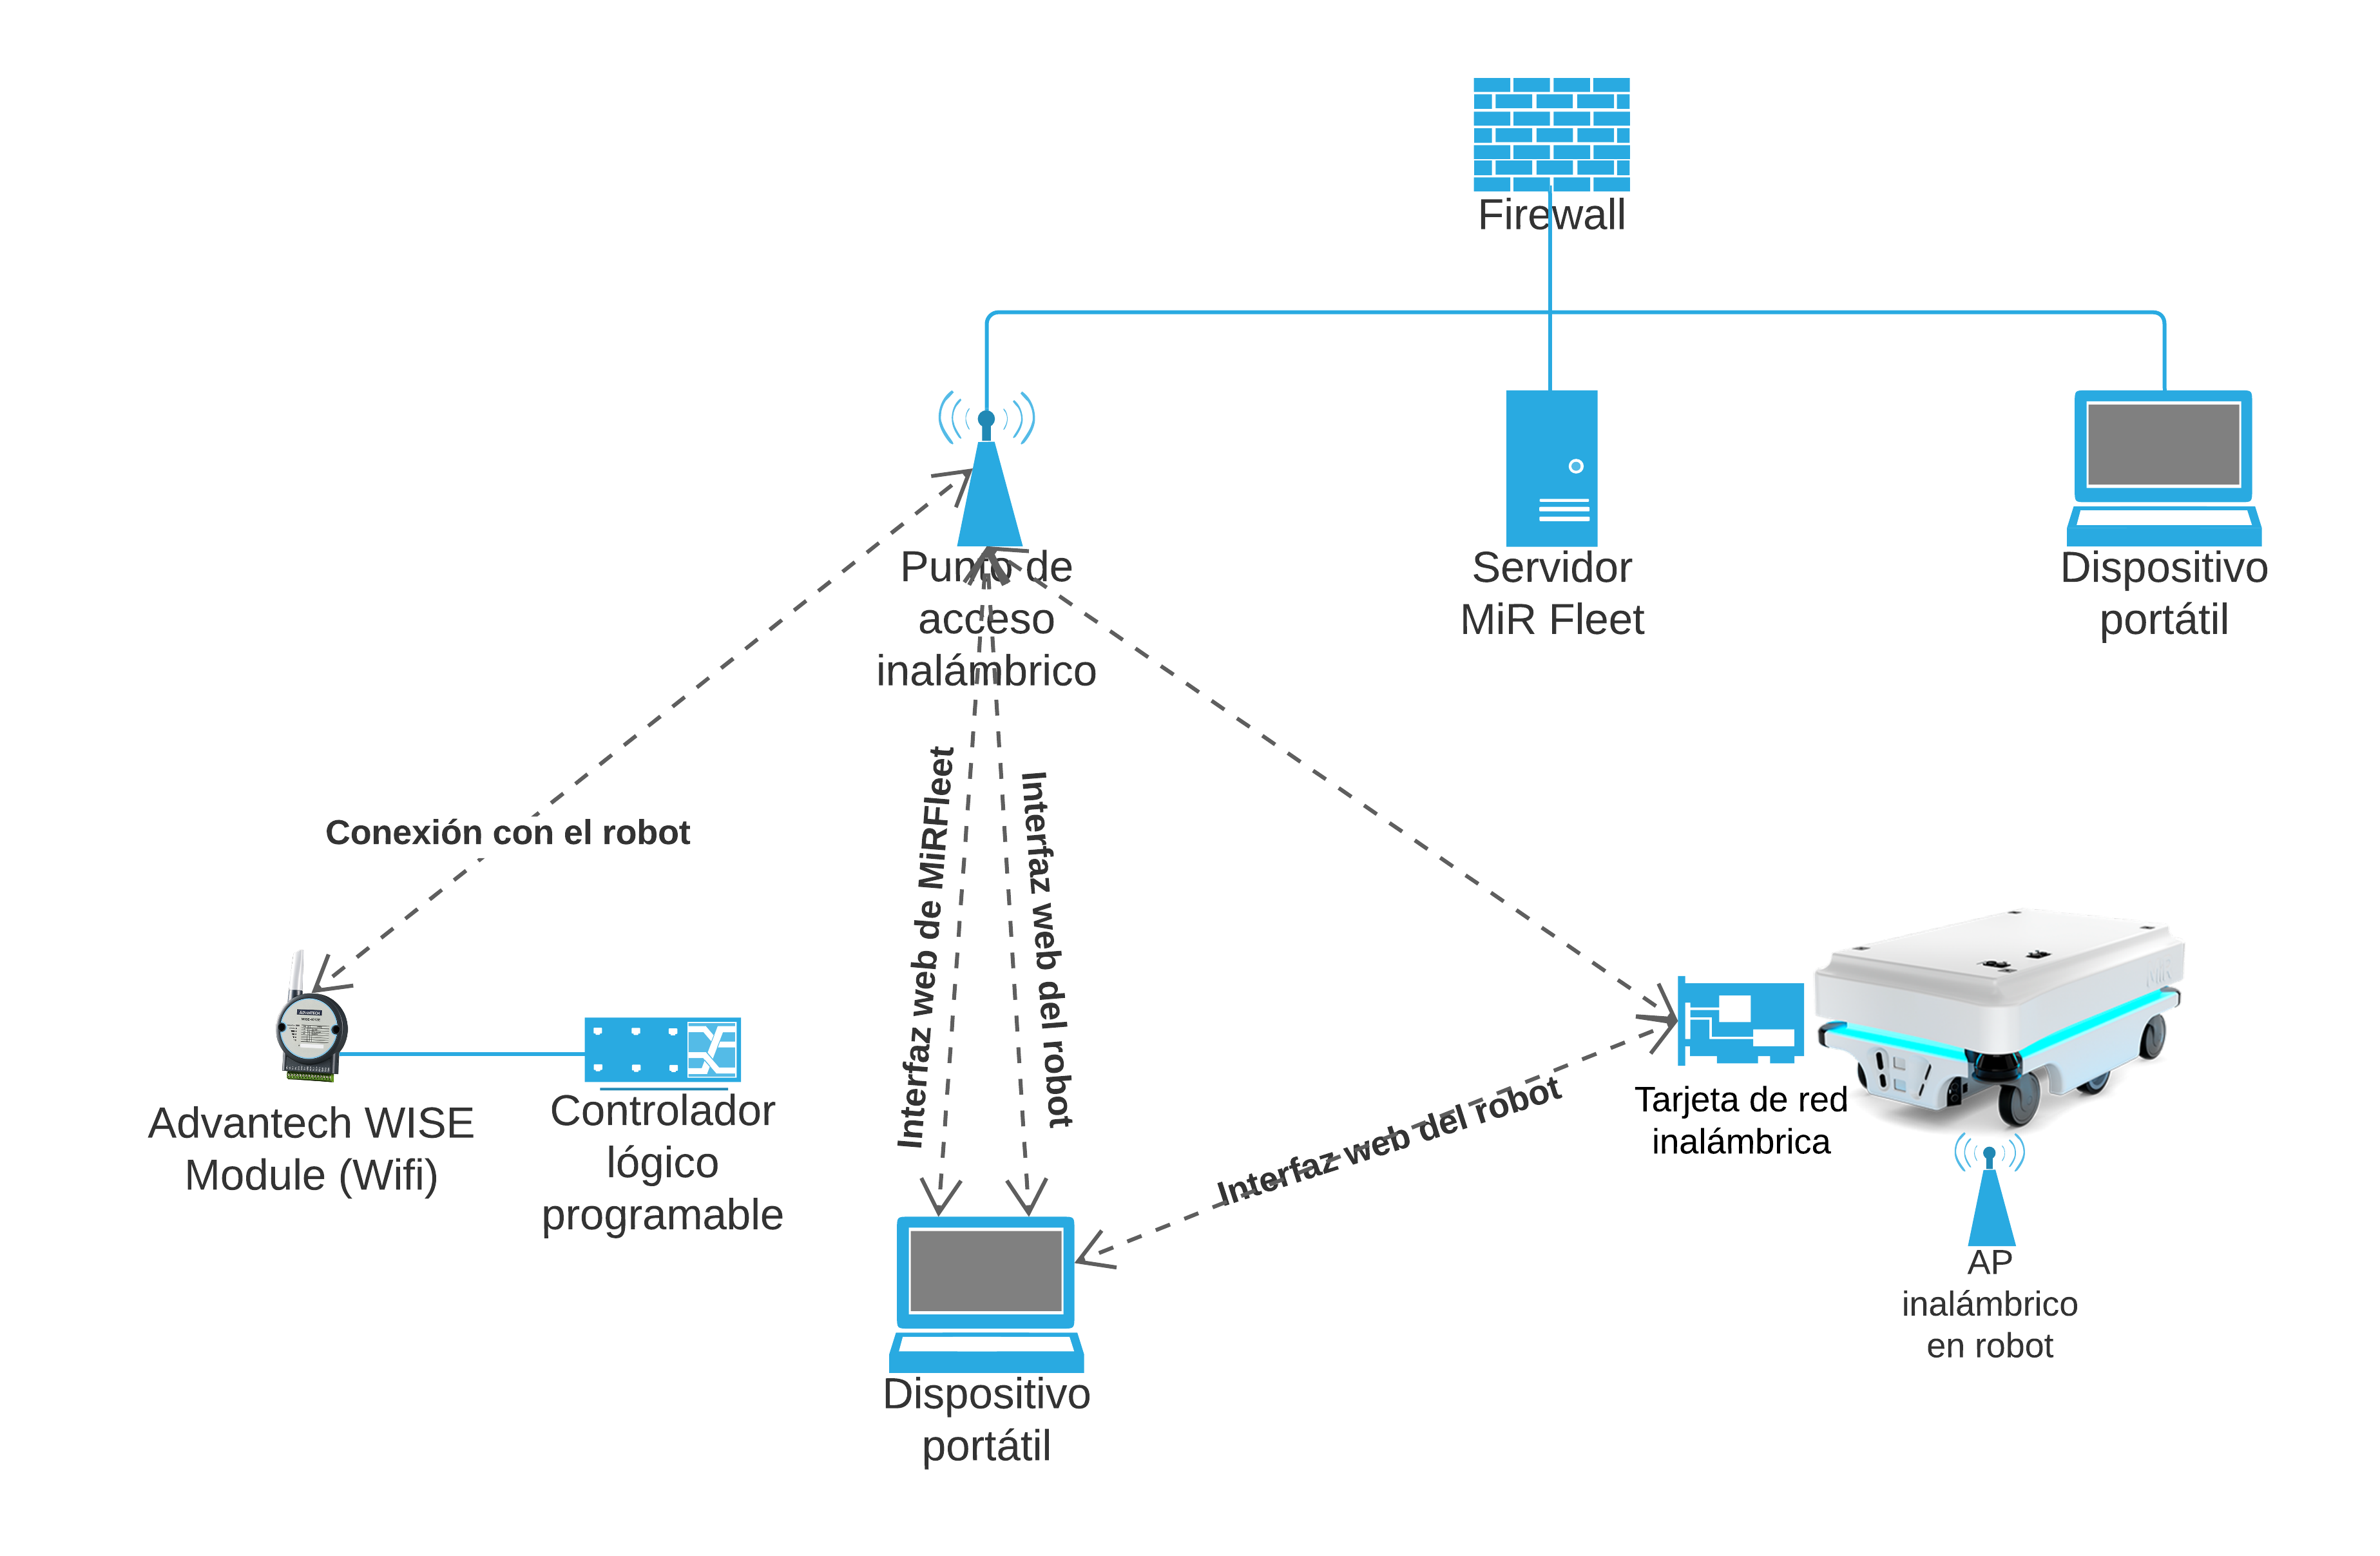 Firewall
Punto de
acceso
inalámbrico
Servidor
MiR Fleet
Dispositivo
portátil
Conexión con el robot
Interfaz web de MiRFleet
Interfaz web del robot
Interfaz web del robot
Advantech WISE
Module (Wifi)
Controlador
lógico
programable
Tarjeta de red
inalámbrica
AP
inalámbrico
en robot
Dispositivo
portátil